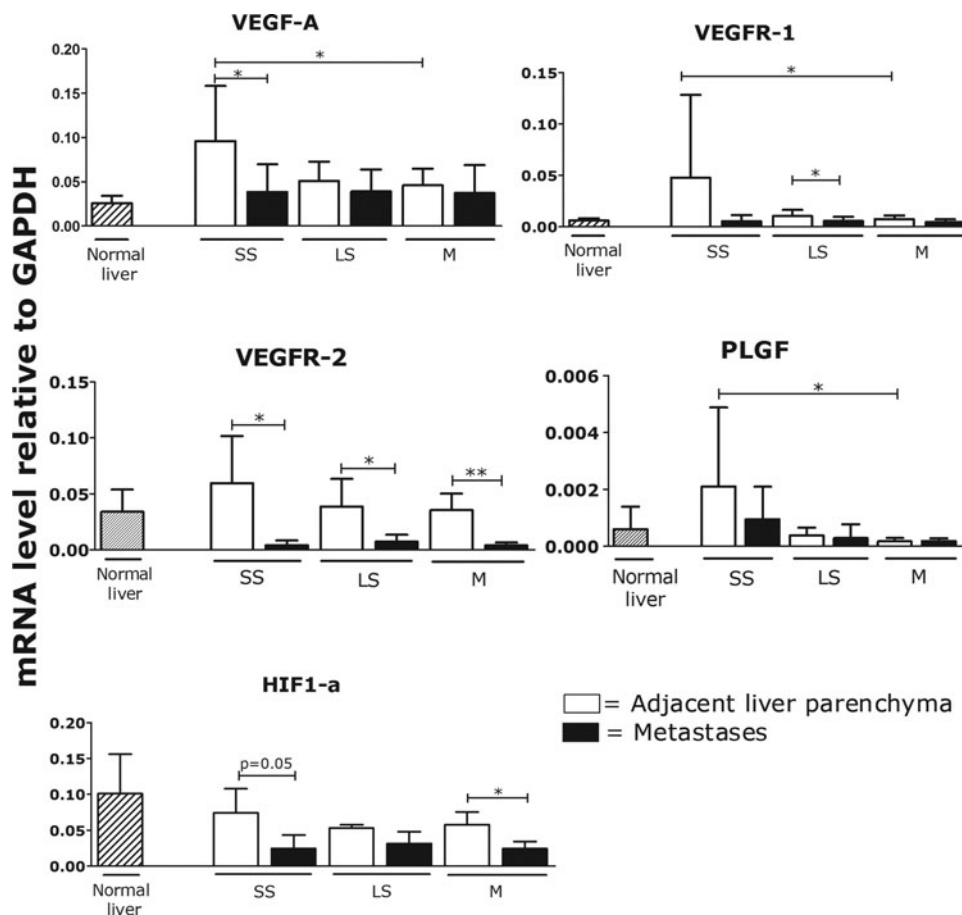 mRNA level relative to GAPDH
VEGF-A
0.20
0.15
0.10
0.05
0.00
*
*
Normal
liver
SS
LS
M
VEGFR-1
0.15
0.10
0.05
0.00
*
*
Normal
liver
SS
LS
M
VEGFR-2
0.15
0.10
0.05
0.00
*
*
**
Normal
liver
SS
LS
M
PLGF
0.006
0.004
0.002
0.000
*
Normal
liver
SS
LS
M
HIF1-a
0.20
0.15
0.10
0.05
0.00
p=0.05
*
Normal
liver
SS
LS
M
= Adjacent liver parenchyma
= Metastases